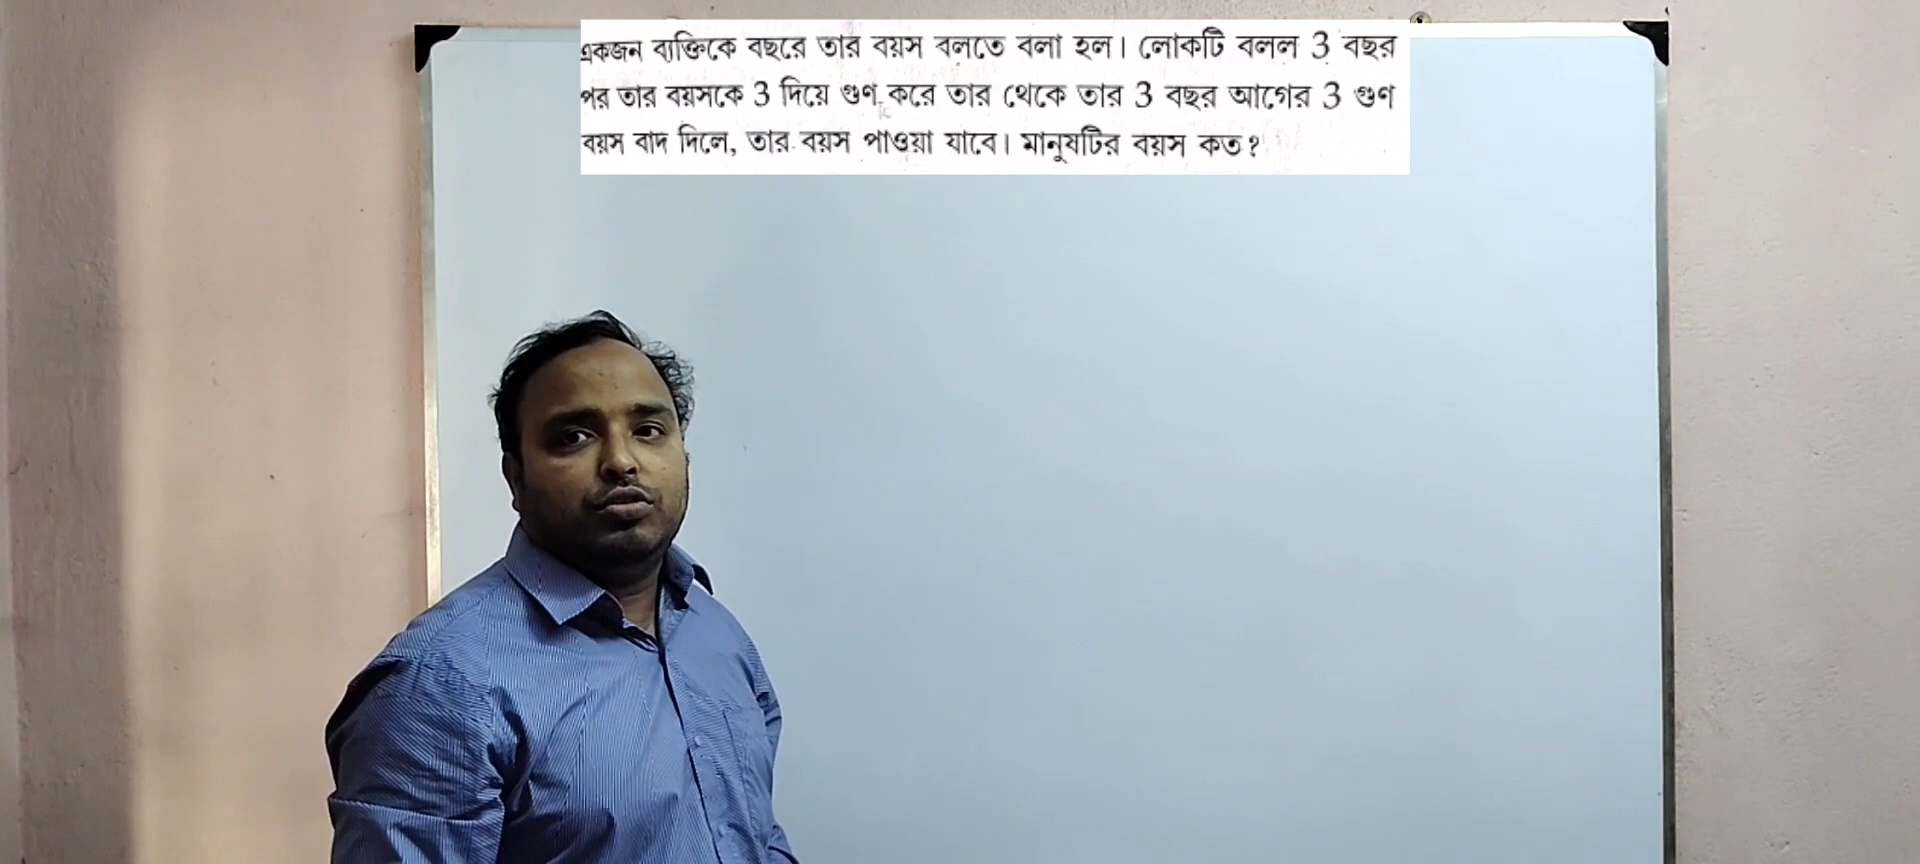 একজন ব্যক্তিকে বছরে তার বয়স বলতে বলা হল। লোকটি বলল 3 বছর
পর তার বয়সকে 3 দিয়ে গুণ করে তার থেকে তার 3 বছর আগের 3 গুণ
বয়স বাদ দিলে, তার বয়স পাওয়া যাবে। মানুষটির বয়স কত?